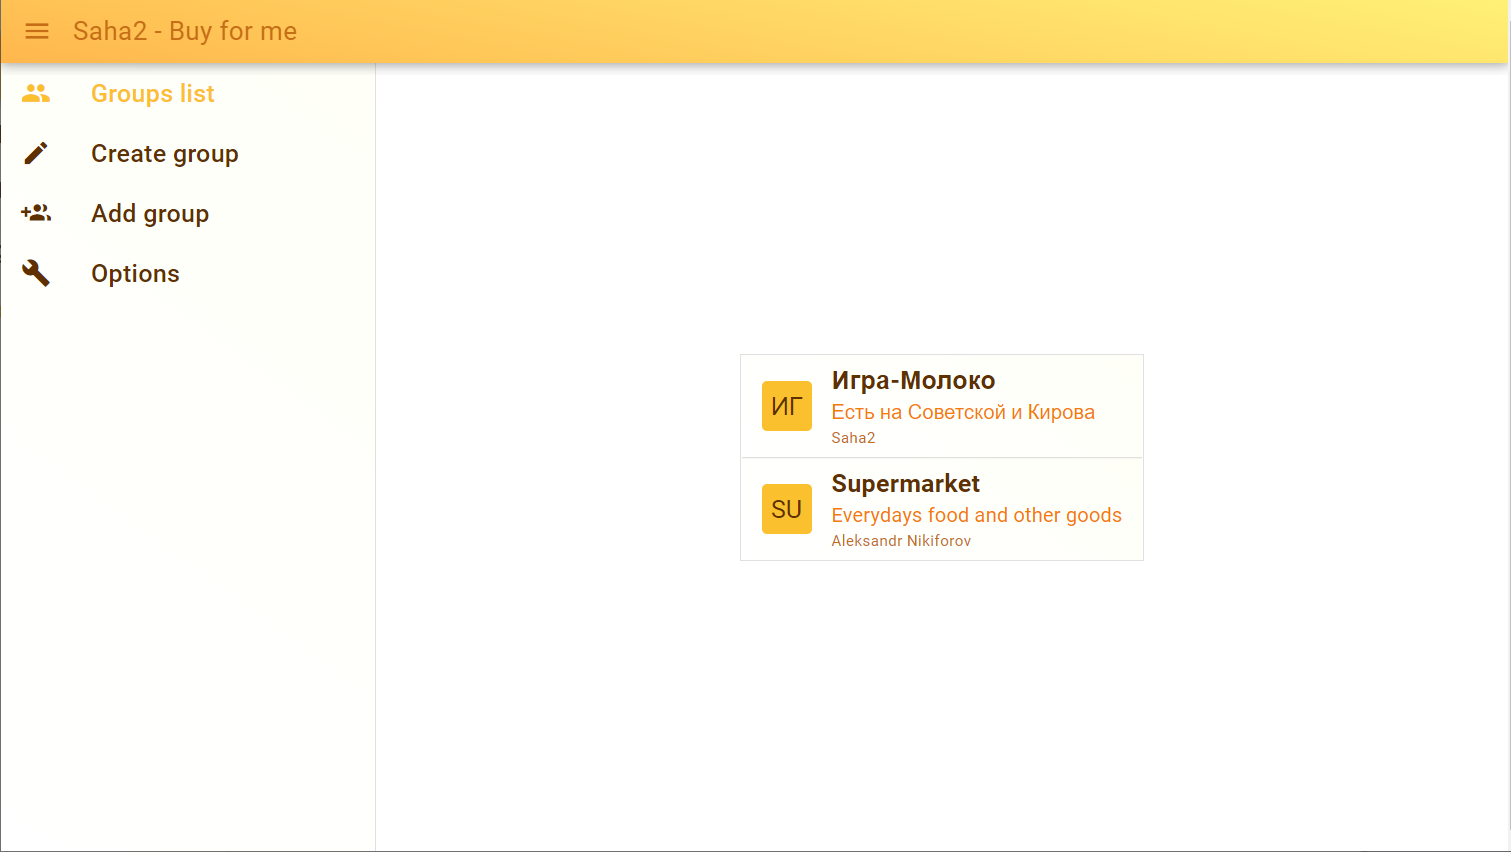 Saha2 - Buy for me
Groups list
Create group
Add group
Options
ИГ
Игра-Молоко
Есть на Советской и Кирова
Saha2
SU
Supermarket
Everydays food and other goods
Aleksandr Nikiforov